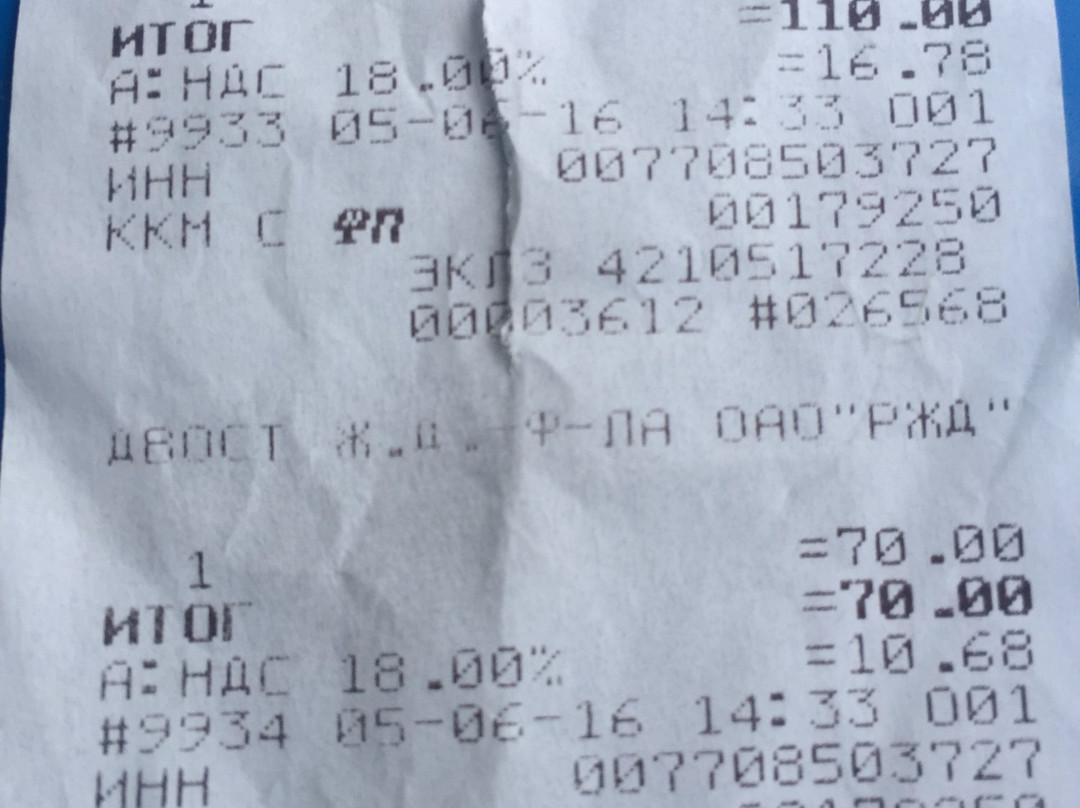 1
ИТОГ =110.00
А: НДС 18.00% =16.78
#9933 05-06-16 14:33 001
ИНН 007708503727
ККМ С ФП 00179250
ЭКЛЗ 4210517228
00003612 #026568
ДВОСТ Ж.Д.-Ф-ЛА ОАО"РЖД"
1 =70.00
ИТОГ =70.00
А: НДС 18.00% =10.68
#9934 05-06-16 14:33 001
ИНН 007708503727